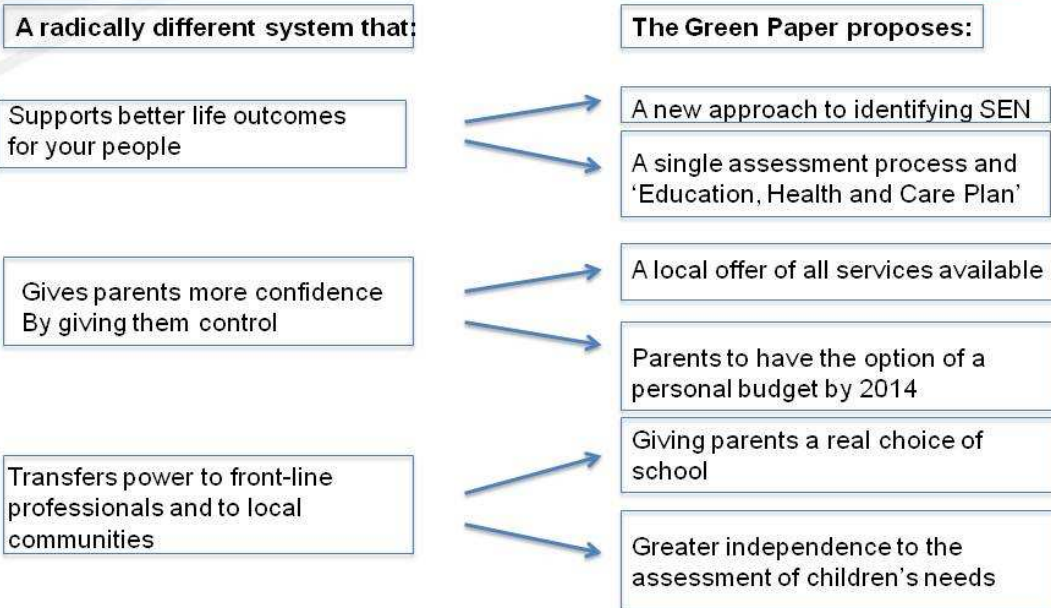 A radically different system that:
The Green Paper proposes:
Supports better life outcomes
for your people
A new approach to identifying SEN
A single assessment process and
‘Education, Health and Care Plan’
Gives parents more confidence
By giving them control
A local offer of all services available
Parents to have the option of a
personal budget by 2014
Transfers power to front-line
professionals and to local
communities
Giving parents a real choice of
school
Greater independence to the
assessment of children’s needs